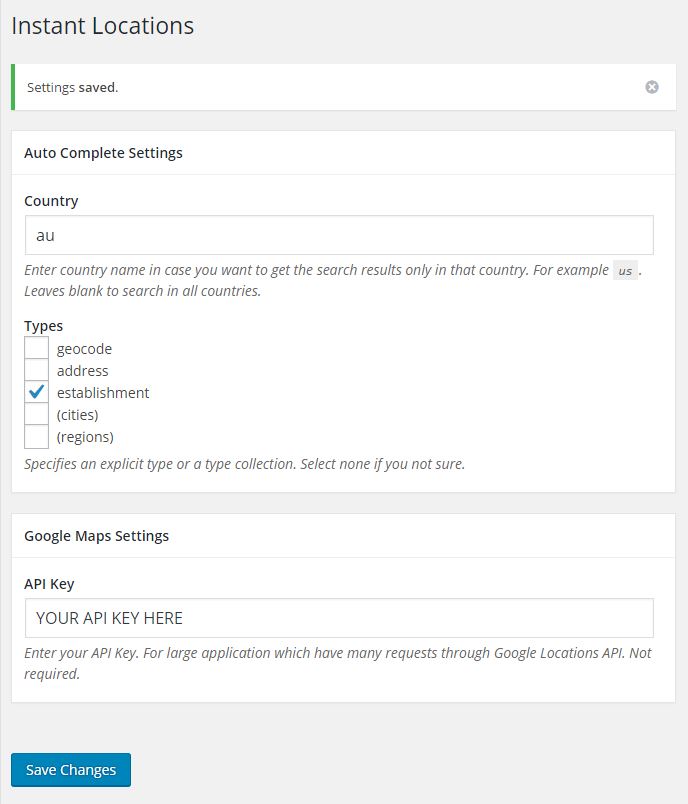 Instant Locations
Settings saved.
Auto Complete Settings
Country
au
Enter country name in case you want to get the search results only in that country. For example us .
Leaves blank to search in all countries.
Types
geocode
address
establishment
(cities)
(regions)
Specifies an explicit type or a type collection. Select none if you not sure.
Google Maps Settings
API Key
YOUR API KEY HERE
Enter your API Key. For large application which have many requests through Google Locations API. Not
required.
Save Changes